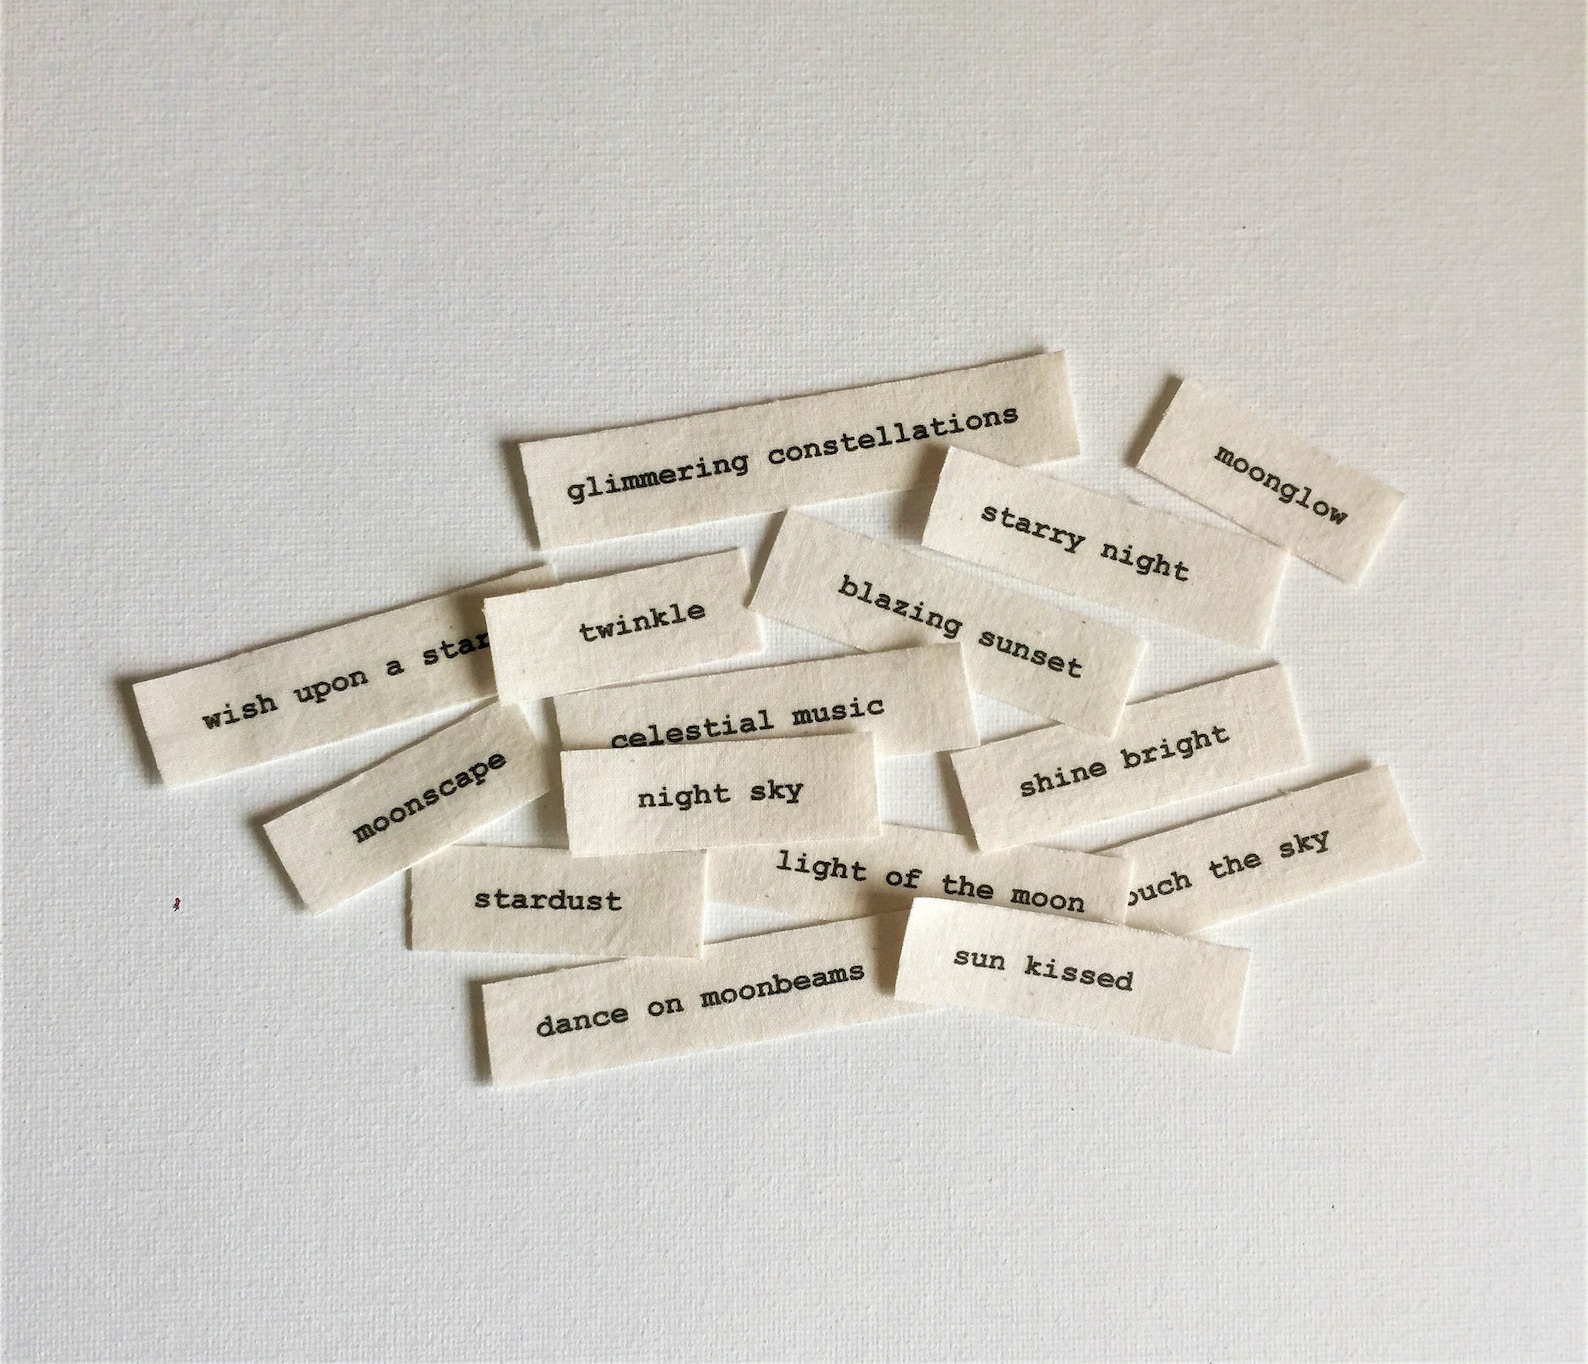 glimmering constellations
moonglow
starry night
blazing sunset
twinkle
wish upon a star
celestial music
shine bright
moonscape
night sky
light of the moon
ouch the sky
stardust
sun kissed
dance on moonbeams